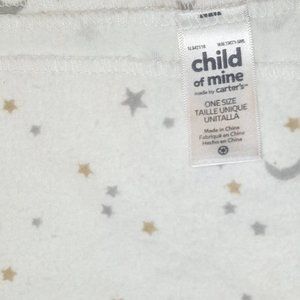 child
of mine
made by carter's
ONE SIZE
TAILLE UNIQUE
UNITALLA
Made in China
Fabriqué en Chine
Hecho en China